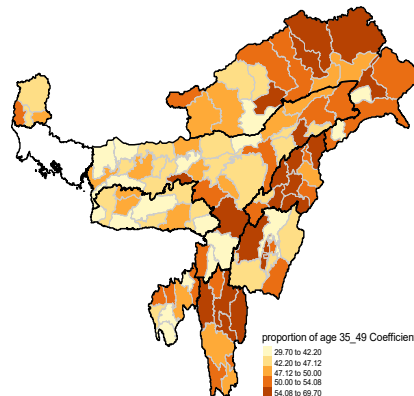 proportion of age 35_49 Coefficien
29.70 to 42.20
42.20 to 47.12
47.12 to 50.00
50.00 to 54.08
54.08 to 69.70